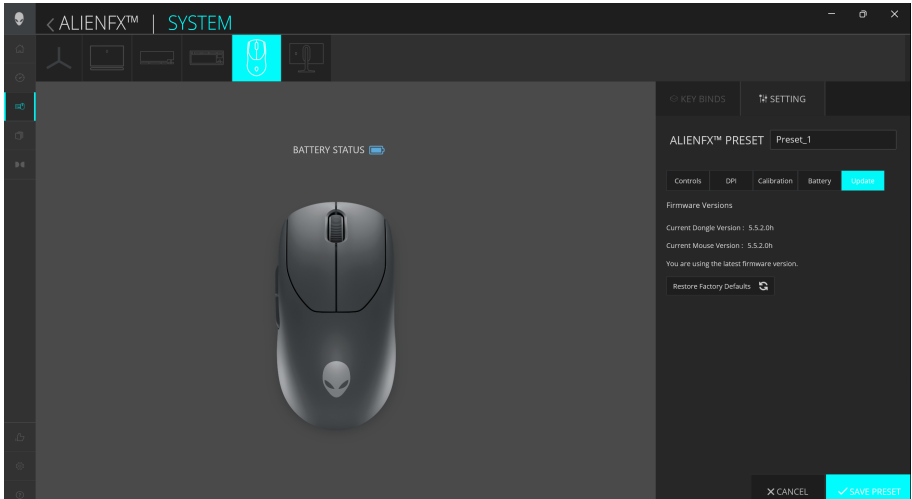 ALIENFX™ | SYSTEM
KEY BINDS
SETTING
BATTERY STATUS
ALIENFX™ PRESET
Preset_1
Controls
DPI
Calibration
Battery
Update
Firmware Versions
Current Dongle Version : 5.5.2.0h
Current Mouse Version : 5.5.2.0h
You are using the latest firmware version.
Restore Factory Defaults
CANCEL
SAVE PRESET